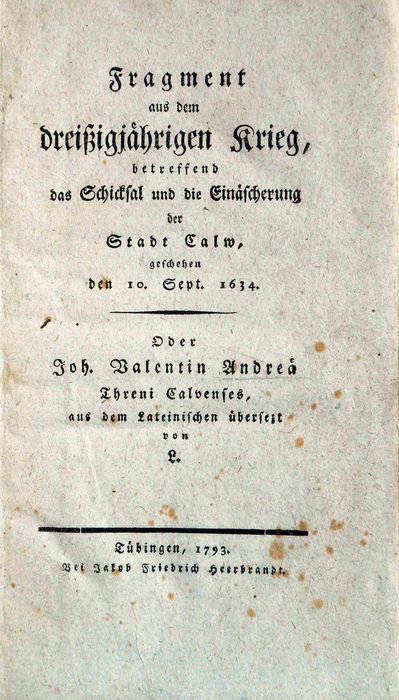 Fragment
aus dem
dreißigjährigen Krieg,
betreffend
das Schicksal und die Einäscherung
der
Stadt Calw,
geschehen
den 10. Sept. 1634.
Oder
Joh. Valentin Andreä
Threni Calvenses,
aus dem Lateinischen übersezt
von
L.
Tübingen, 1793.
Bei Jakob Friedrich Heerbrandt.